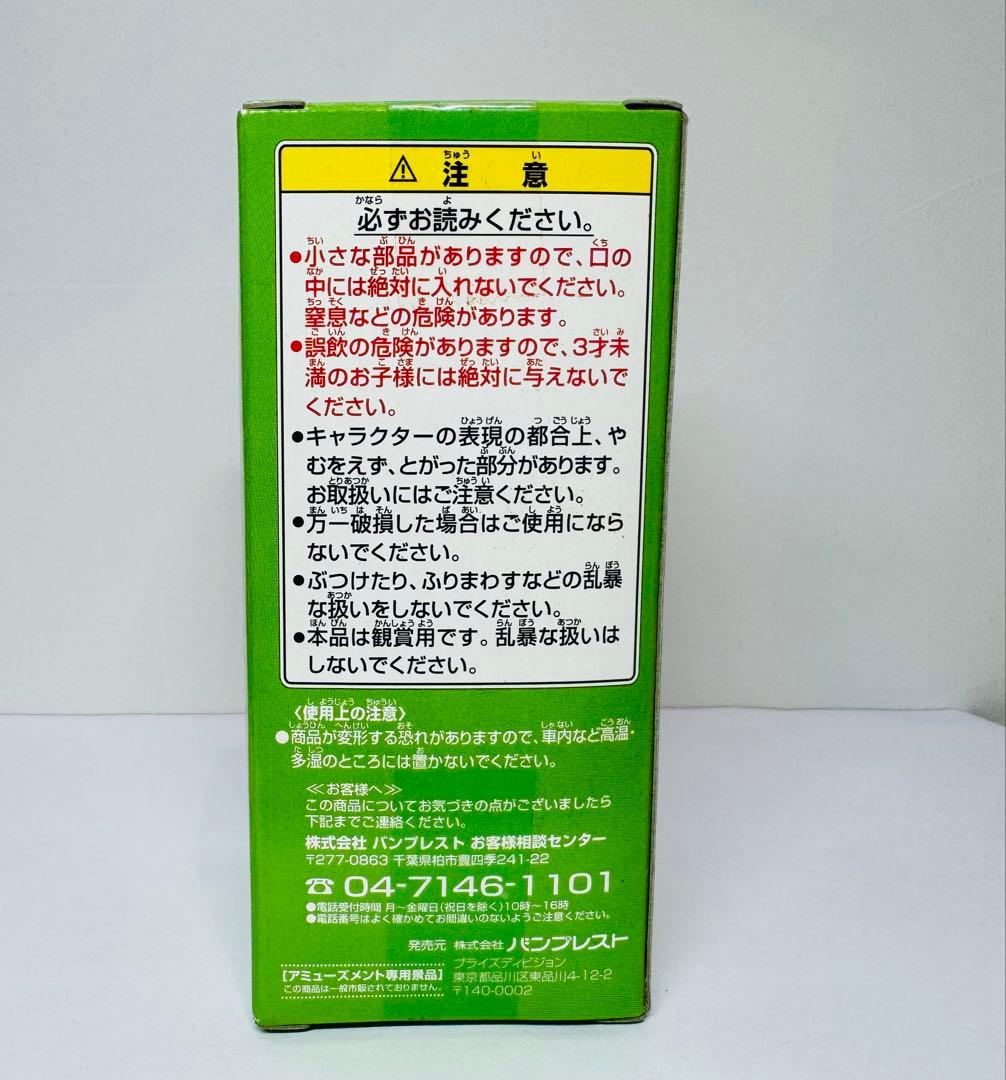 ⚠ 注意
必ずお読みください。
●小さな部品がありますので、口の
中には絶対に入れないでください。
窒息などの危険があります。
●誤飲の危険がありますので、3才未
満のお子様には絶対に与えないで
ください。
●キャラクターの表現の都合上、や
むをえず、とがった部分があります。
お取扱いにはご注意ください。
●万一破損した場合はご使用になら
ないでください。
●ぶつけたり、ふりまわすなどの乱暴
な扱いをしないでください。
●本品は観賞用です。乱暴な扱いは
しないでください。
〈使用上の注意〉
●商品が変形する恐れがありますので、車内など高温・
多湿のところには置かないでください。
≪お客様へ≫
この商品についてお気づきの点がございましたら
下記までご連絡ください。
株式会社 バンプレスト お客様相談センター
〒277-0863 千葉県柏市豊四季241-22
☎ 04-7146-1101
●電話受付時間 月〜金曜日(祝日を除く)10時〜16時
●電話番号はよく確かめてお間違いのないようご注意ください。
発売元 株式会社 バンプレスト
プライズディビジョン
東京都品川区東品川4-12-2
〒140-0002
[アミューズメント専用景品]
この商品は一般市販されておりません。